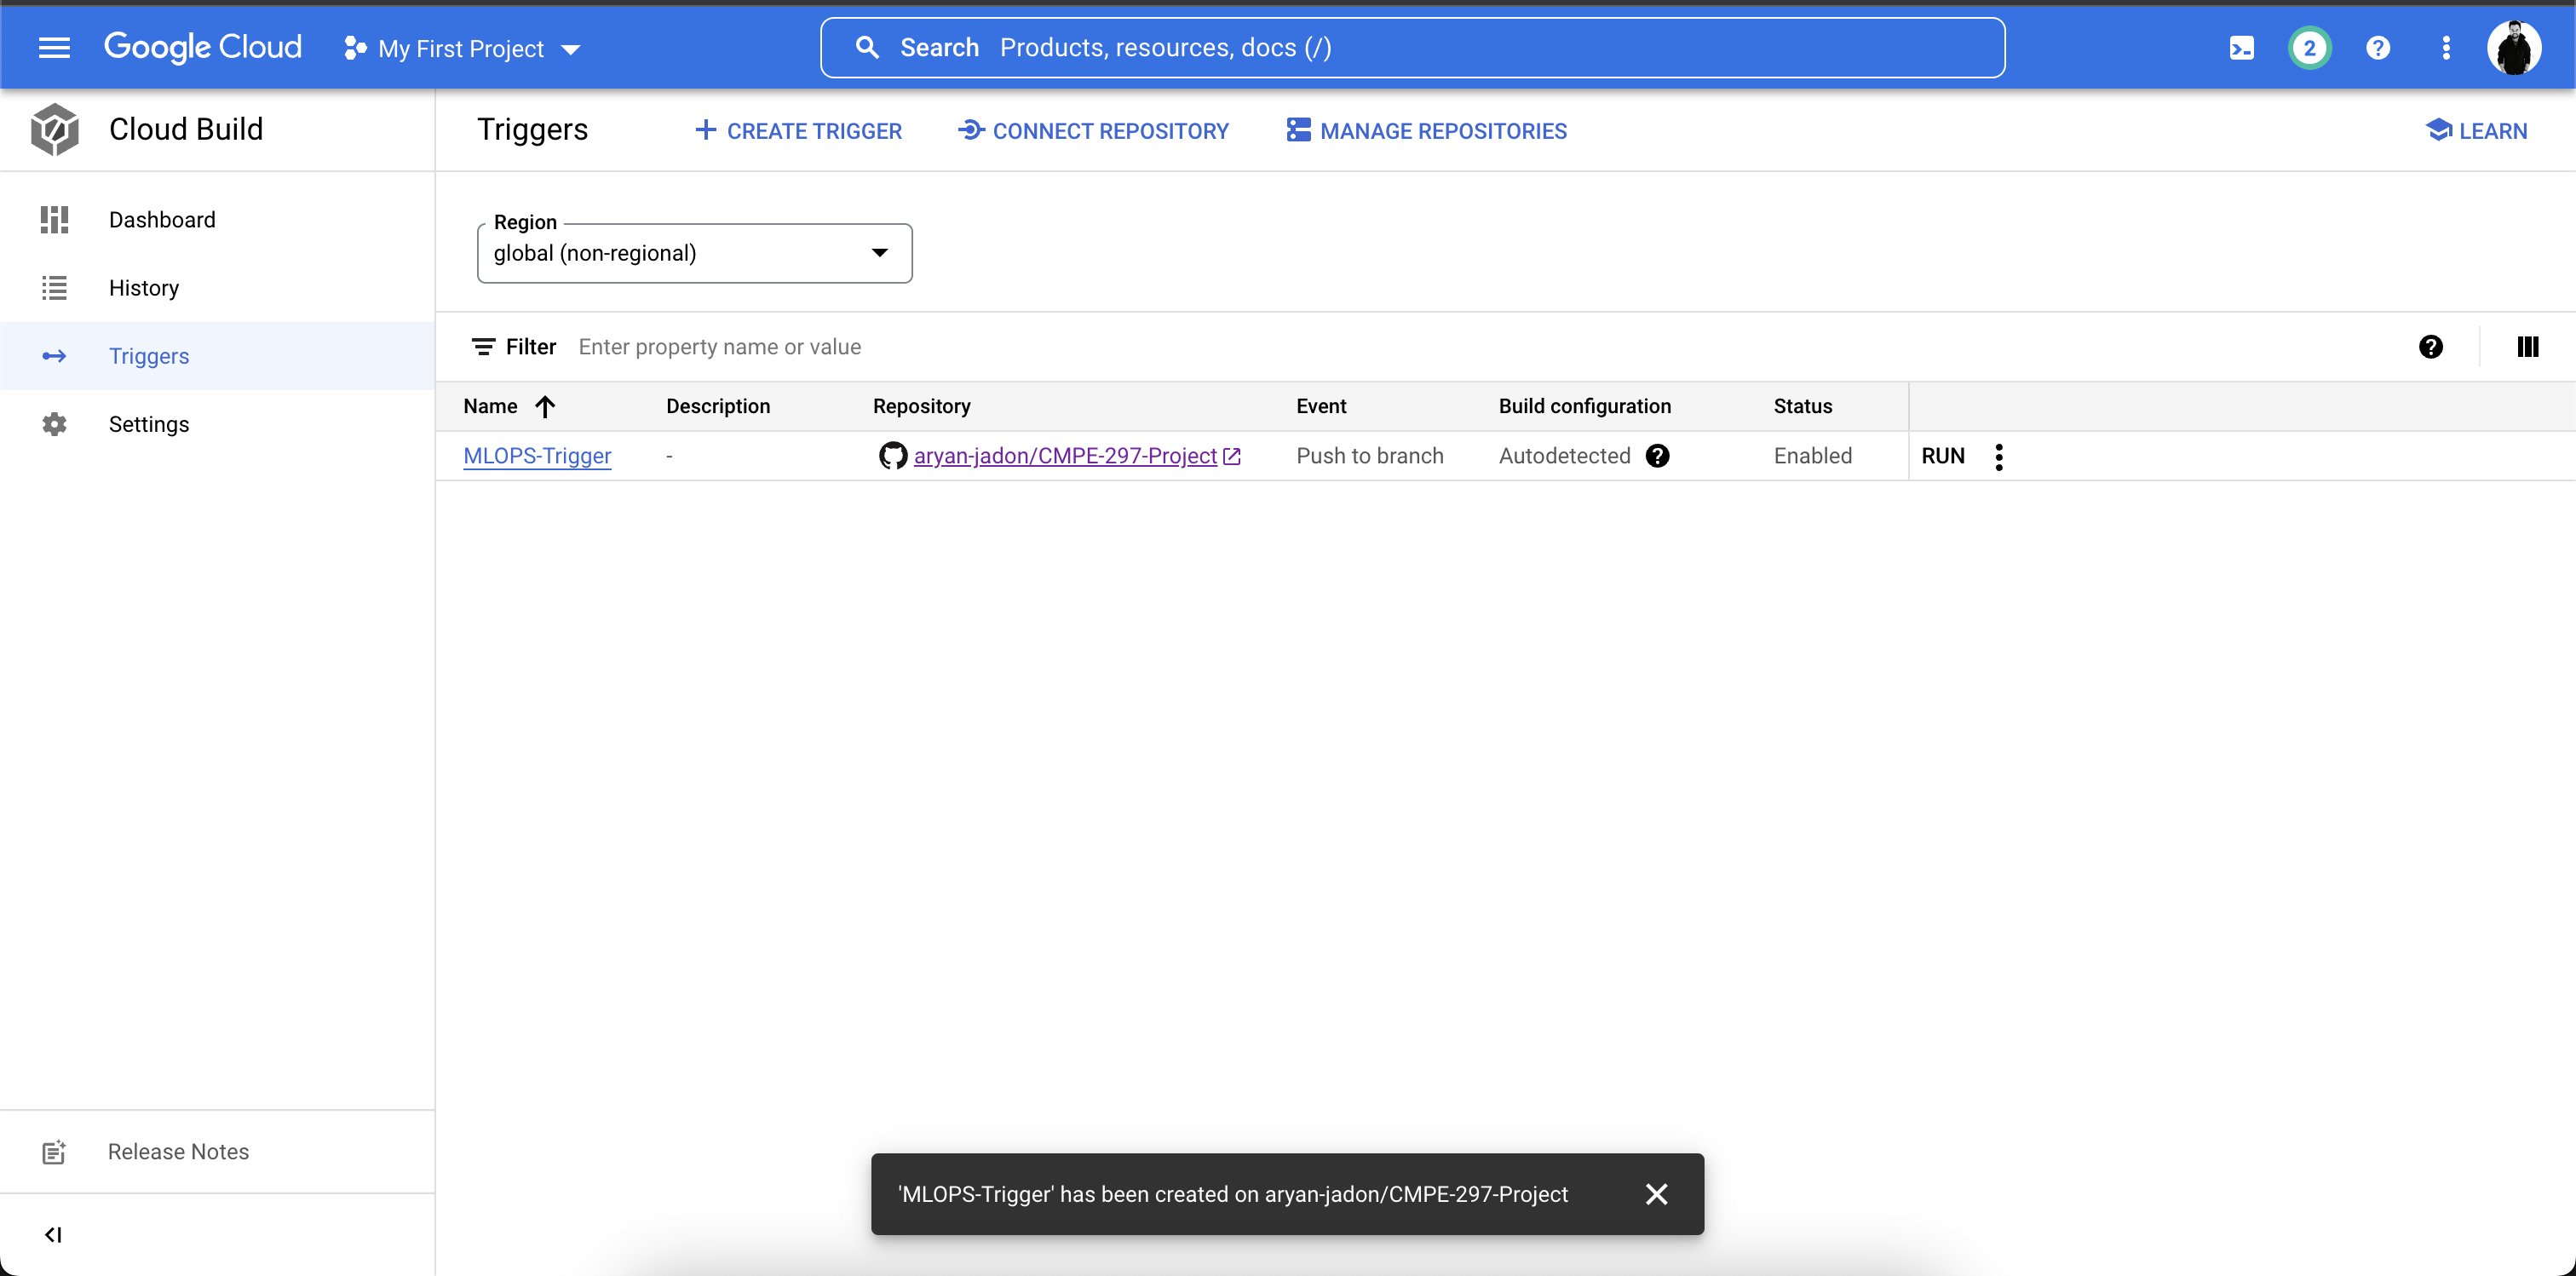 Google Cloud
My First Project
Search Products, resources, docs (/)
2
Cloud Build
Triggers
CREATE TRIGGER
CONNECT REPOSITORY
MANAGE REPOSITORIES
LEARN
Dashboard
History
Triggers
Settings
Region
global (non-regional)
Filter Enter property name or value
Name Description Repository Event Build configuration Status
MLOPS-Trigger - aryan-jadon/CMPE-297-Project Push to branch Autodetected Enabled RUN
Release Notes
'MLOPS-Trigger' has been created on aryan-jadon/CMPE-297-Project